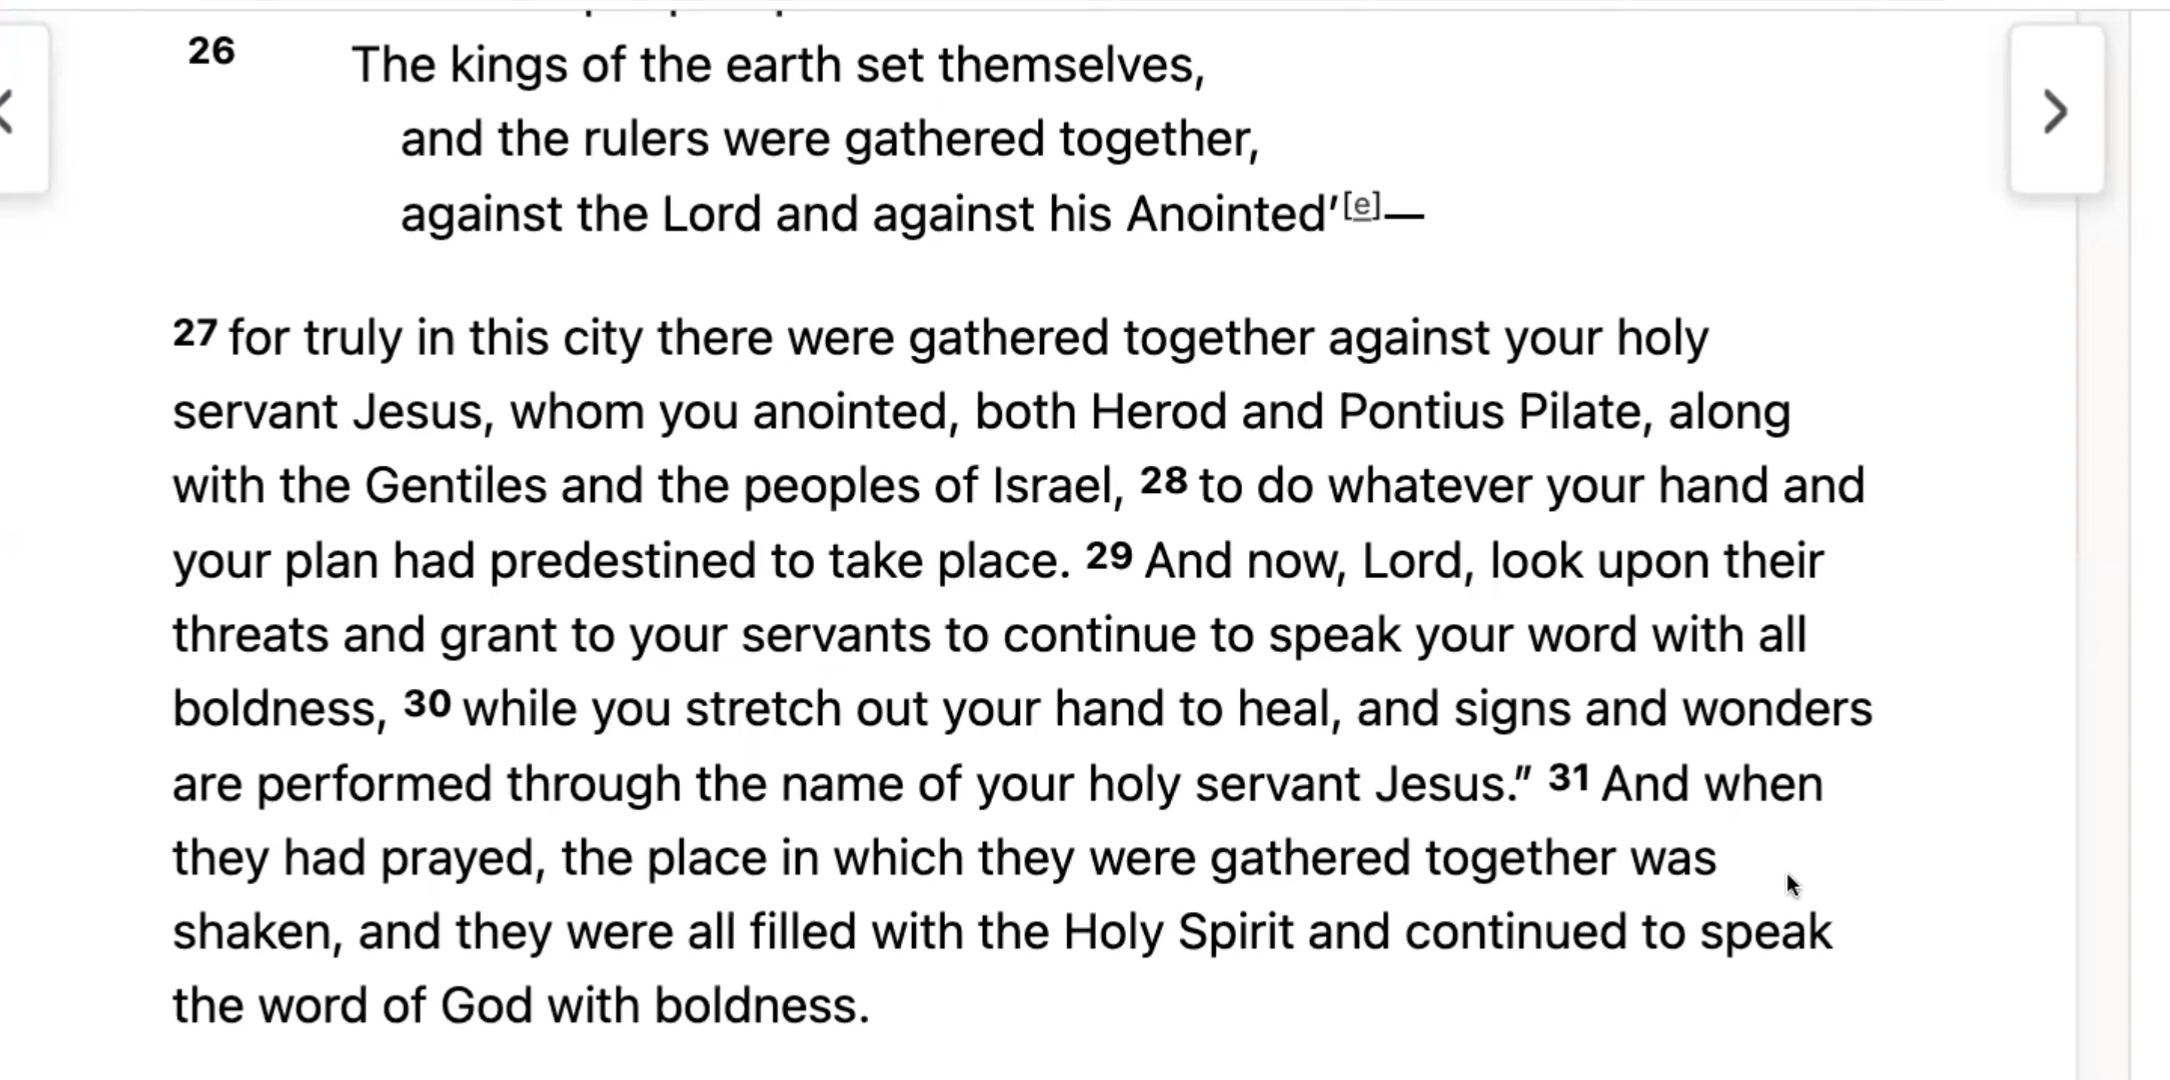 26 The kings of the earth set themselves,
and the rulers were gathered together,
against the Lord and against his Anointed’[e]—
27 for truly in this city there were gathered together against your holy
servant Jesus, whom you anointed, both Herod and Pontius Pilate, along
with the Gentiles and the peoples of Israel, 28 to do whatever your hand and
your plan had predestined to take place. 29 And now, Lord, look upon their
threats and grant to your servants to continue to speak your word with all
boldness, 30 while you stretch out your hand to heal, and signs and wonders
are performed through the name of your holy servant Jesus.” 31 And when
they had prayed, the place in which they were gathered together was
shaken, and they were all filled with the Holy Spirit and continued to speak
the word of God with boldness.